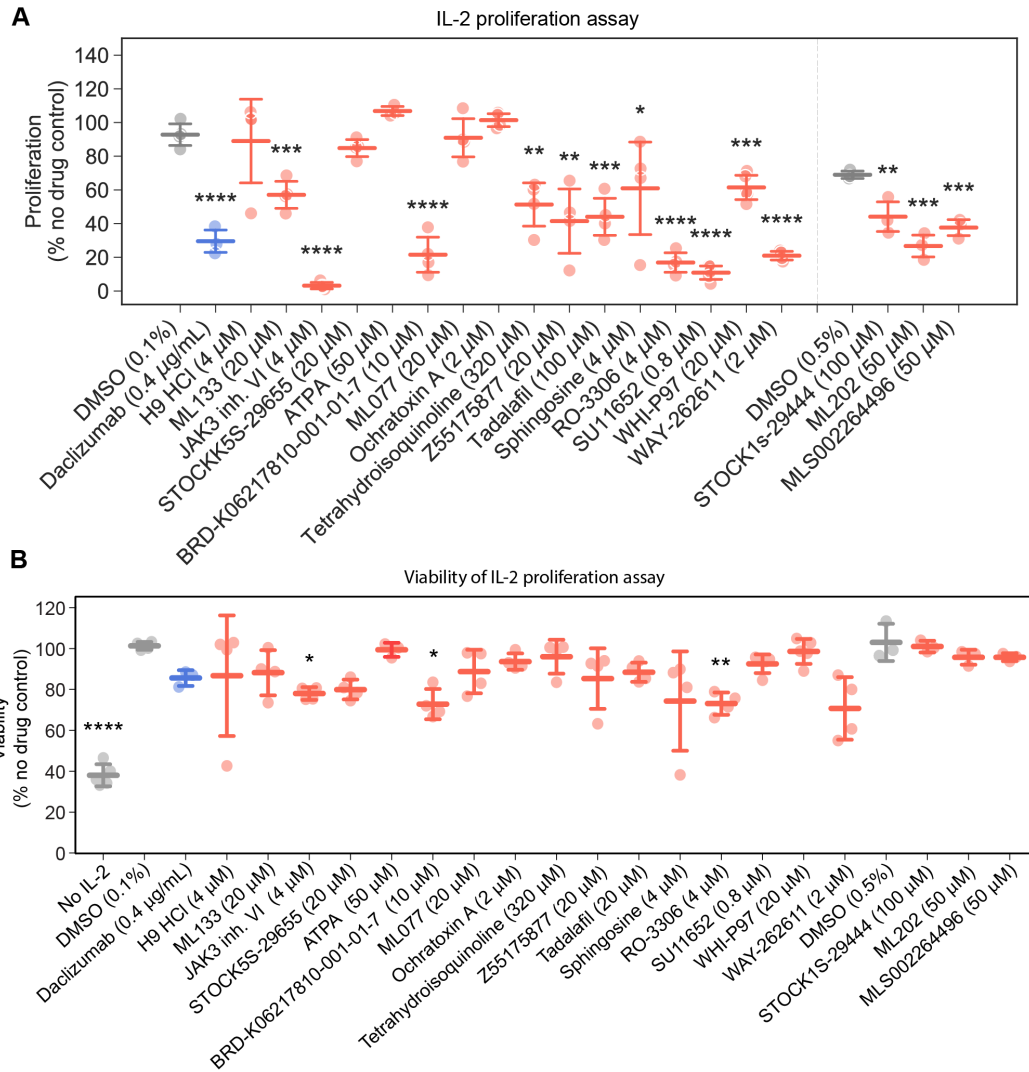 A
IL-2 proliferation assay
Proliferation
(% no drug control)
140
120
100
80
60
40
20
0
****
***
****
****
**
**
***
*
****
****
***
****
**
***
***
DMSO (0.1%)
Daclizumab (0.4 µg/mL)
H9 HCl (4 µM)
ML133 (20 µM)
JAK3 inh. VI (4 µM)
STOCKK5S-29655 (20 µM)
ATPA (50 µM)
BRD-K06217810-001-01-7 (10 µM)
ML077 (20 µM)
Ochratoxin A (2 µM)
Tetrahydroisoquinoline (320 µM)
Z55175877 (20 µM)
Tadalafil (100 µM)
Sphingosine (4 µM)
RO-3306 (4 µM)
SU11652 (0.8 µM)
WHI-P97 (20 µM)
WAY-262611 (2 µM)
DMSO (0.5%)
STOCK1s-29444 (100 µM)
ML202 (50 µM)
MLS002264496 (50 µM)
B
Viability of IL-2 proliferation assay
(% no drug control)
120
100
80
60
40
20
0
****
*
*
**
No IL-2
DMSO (0.1%)
Daclizumab (0.4 µg/mL)
H9 HCl (4 µM)
ML133 (20 µM)
JAK3 inh. VI (4 µM)
STOCK5S-29655 (20 µM)
ATPA (50 µM)
BRD-K06217810-001-01-7 (10 µM)
ML077 (20 µM)
Ochratoxin A (2 µM)
Tetrahydroisoquinoline (320 µM)
Z55175877 (20 µM)
Tadalafil (20 µM)
Sphingosine (4 µM)
RO-3306 (4 µM)
SU11652 (0.8 µM)
WHI-P97 (20 µM)
WAY-262611 (2 µM)
DMSO (0.5%)
STOCK1S-29444 (100 µM)
ML202 (50 µM)
MLS002264496 (50 µM)